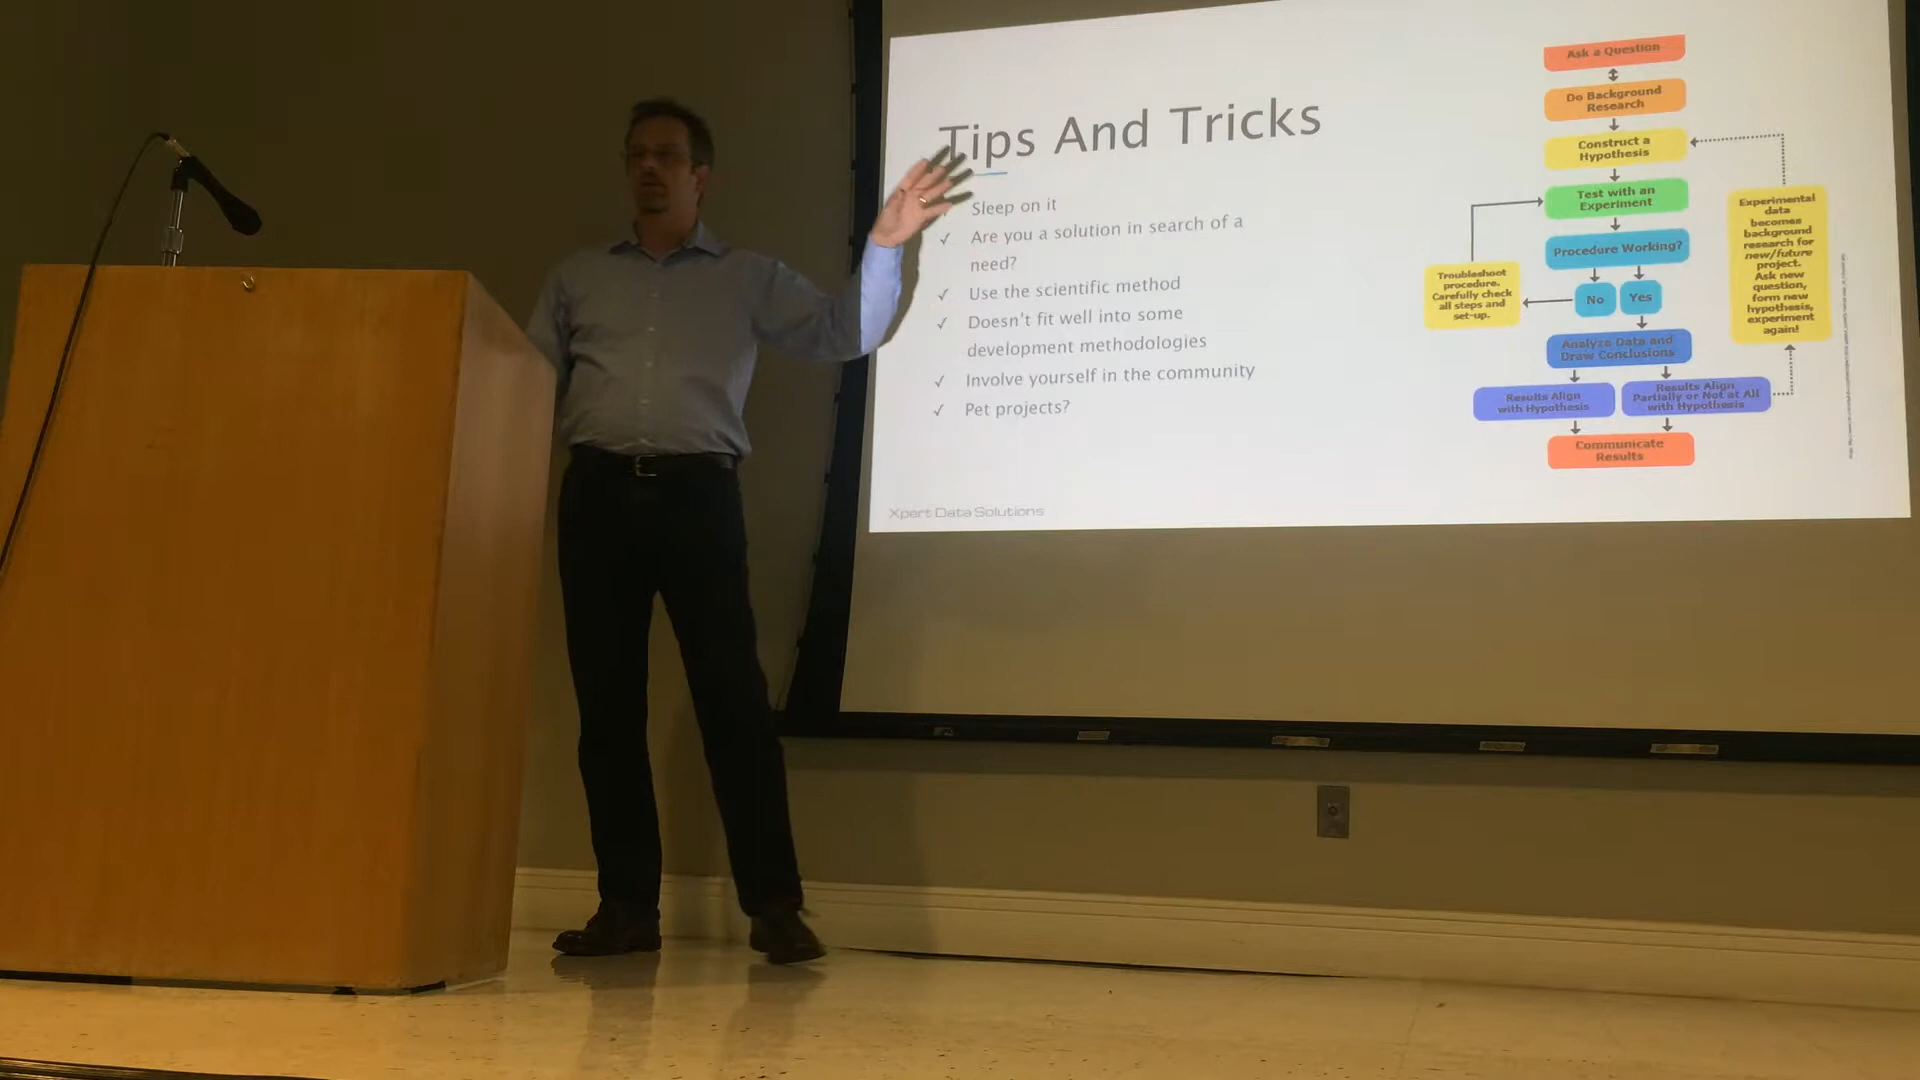 Tips And Tricks
Sleep on it
Are you a solution in search of a
need?
Use the scientific method
Doesn't fit well into some
development methodologies
Involve yourself in the community
Pet projects?
Xpert Data Solutions
Ask a Question
Do Background
Research
Construct a
Hypothesis
Test with an
Experiment
Procedure Working?
No
Yes
Troubleshoot
procedure.
Carefully check
all steps and
set-up.
Experimental
data
becomes
background
research for
new/future
project.
Ask new
question,
form new
hypothesis,
experiment
again!
Analyze Data and
Draw Conclusions
Results Align
with Hypothesis
Results Align
Partially or Not at All
with Hypothesis
Communicate
Results